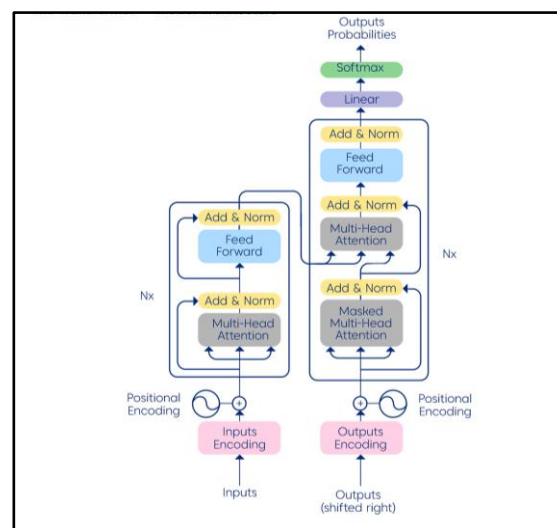 Outputs
Probabilities
Softmax
Linear
Add & Norm
Feed
Forward
Add & Norm
Multi-Head
Attention
Nx
Add & Norm
Masked
Multi-Head
Attention
Add & Norm
Feed
Forward
Nx
Add & Norm
Multi-Head
Attention
Positional
Encoding
Positional
Encoding
Inputs
Encoding
Outputs
Encoding
Inputs
Outputs
(shifted right)